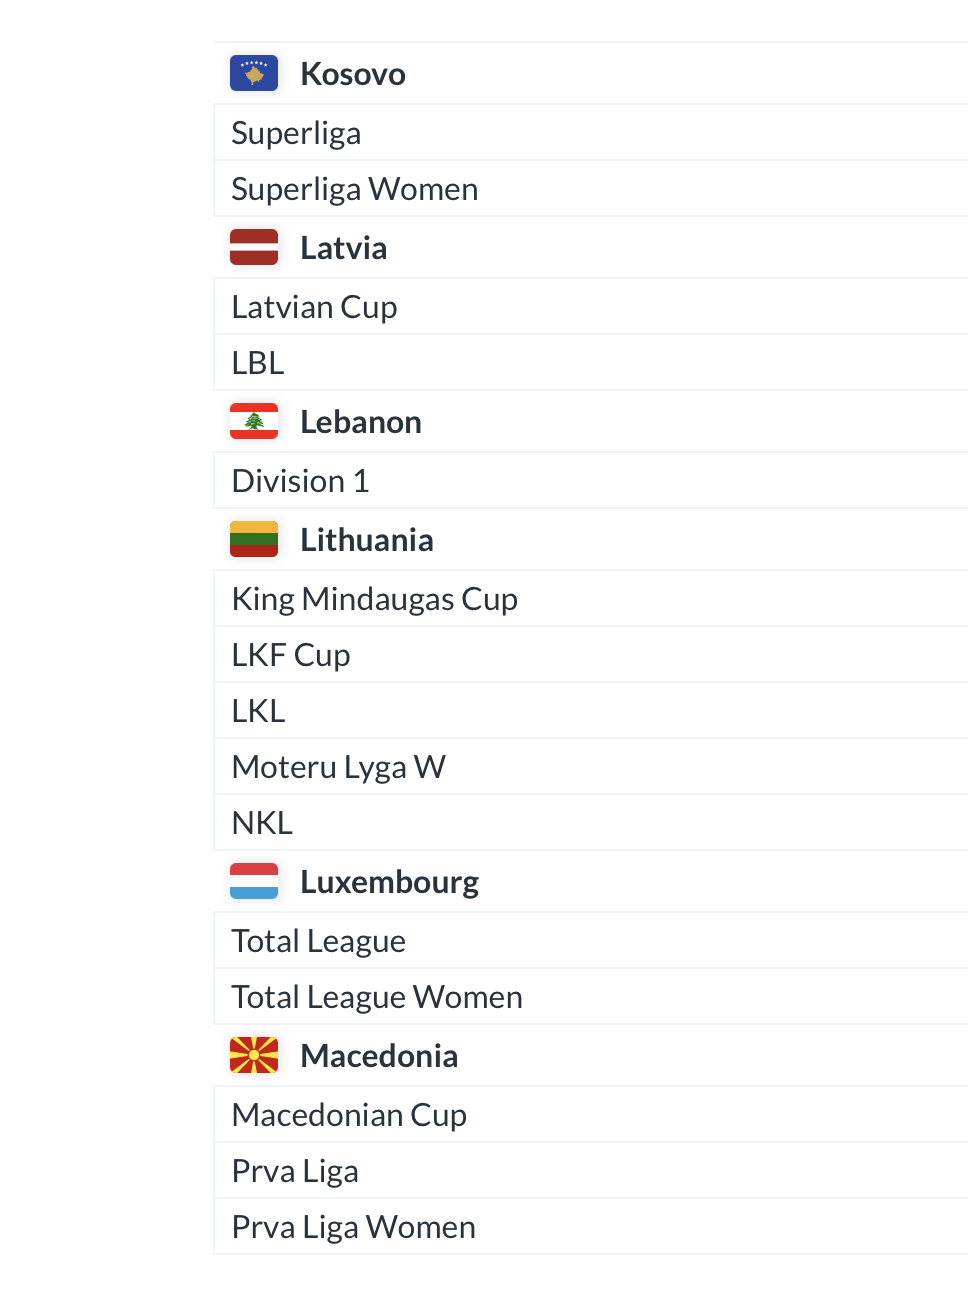 Kosovo
Superliga
Superliga Women
Latvia
Latvian Cup
LBL
Lebanon
Division 1
Lithuania
King Mindaugas Cup
LKF Cup
LKL
Moteru Lyga W
NKL
Luxembourg
Total League
Total League Women
Macedonia
Macedonian Cup
Prva Liga
Prva Liga Women